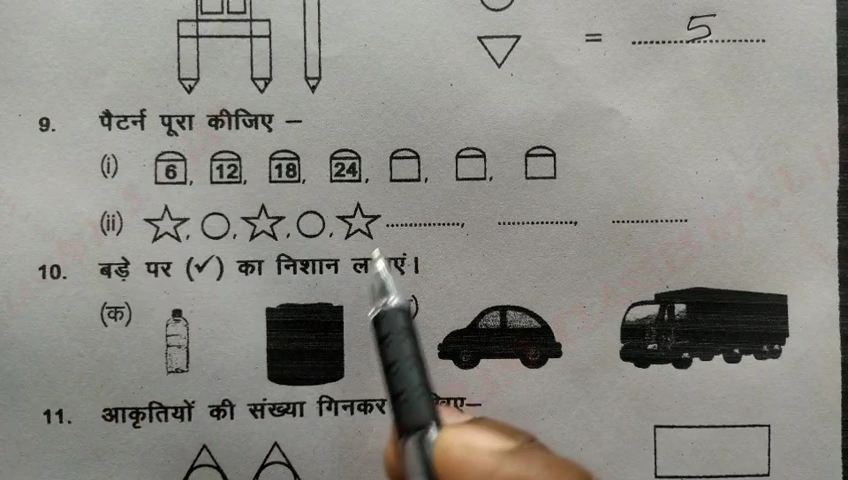 = 5
9. पैटर्न पूरा कीजिए –
(i) 6, 12, 18, 24, , ,
(ii)
10. बड़े पर (✓) का निशान
(क)
11. आकृतियों की संख्या गिनकर